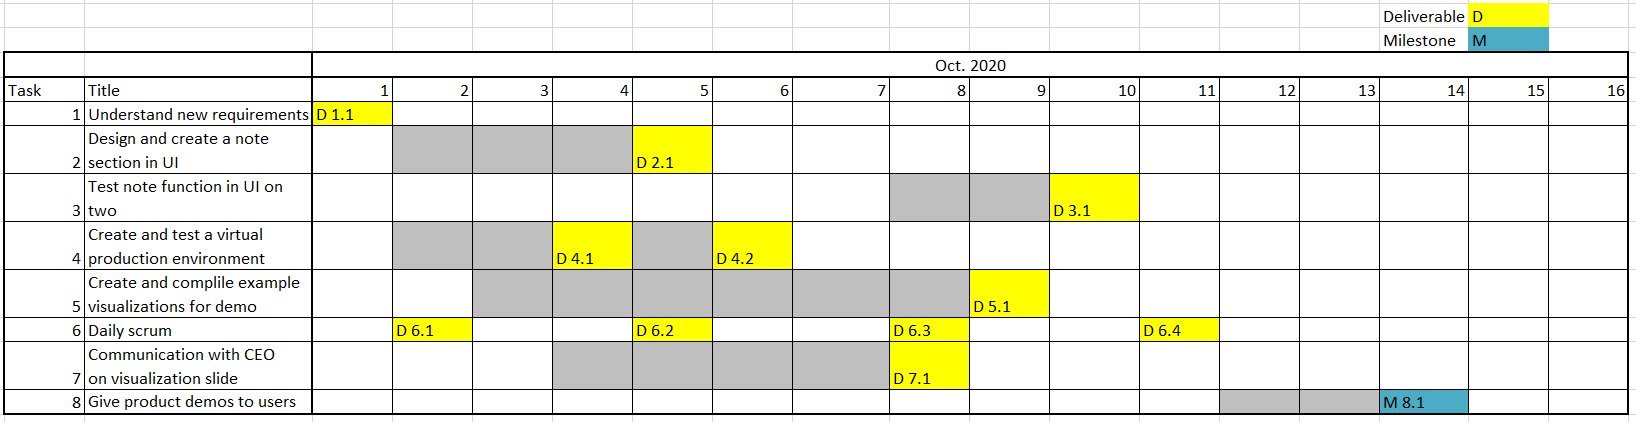 Deliverable D
Milestone M
Oct. 2020
Task Title 1 2 3 4 5 6 7 8 9 10 11 12 13 14 15 16
1 Understand new requirements D 1.1
Design and create a note
2 section in UI D 2.1
Test note function in UI on
3 two D 3.1
Create and test a virtual
4 production environment D 4.1 D 4.2
Create and complile example
5 visualizations for demo D 5.1
6 Daily scrum D 6.1 D 6.2 D 6.3 D 6.4
Communication with CEO
7 on visualization slide D 7.1
8 Give product demos to users M 8.1